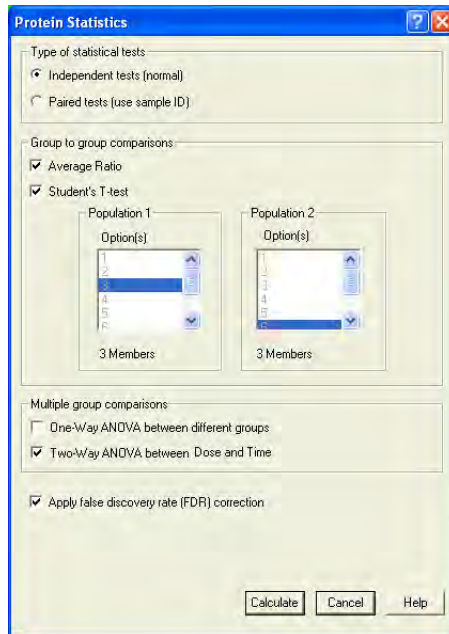 Protein Statistics
Type of statistical tests
Independent tests (normal)
Paired tests (use sample ID)
Group to group comparisons
Average Ratio
Student's T-test
Population 1
Option(s)
1
2
3
4
5
6
3 Members
Population 2
Option(s)
1
2
3
4
5
6
3 Members
Multiple group comparisons
One-Way ANOVA between different groups
Two-Way ANOVA between Dose and Time
Apply false discovery rate (FDR) correction
Calculate Cancel Help